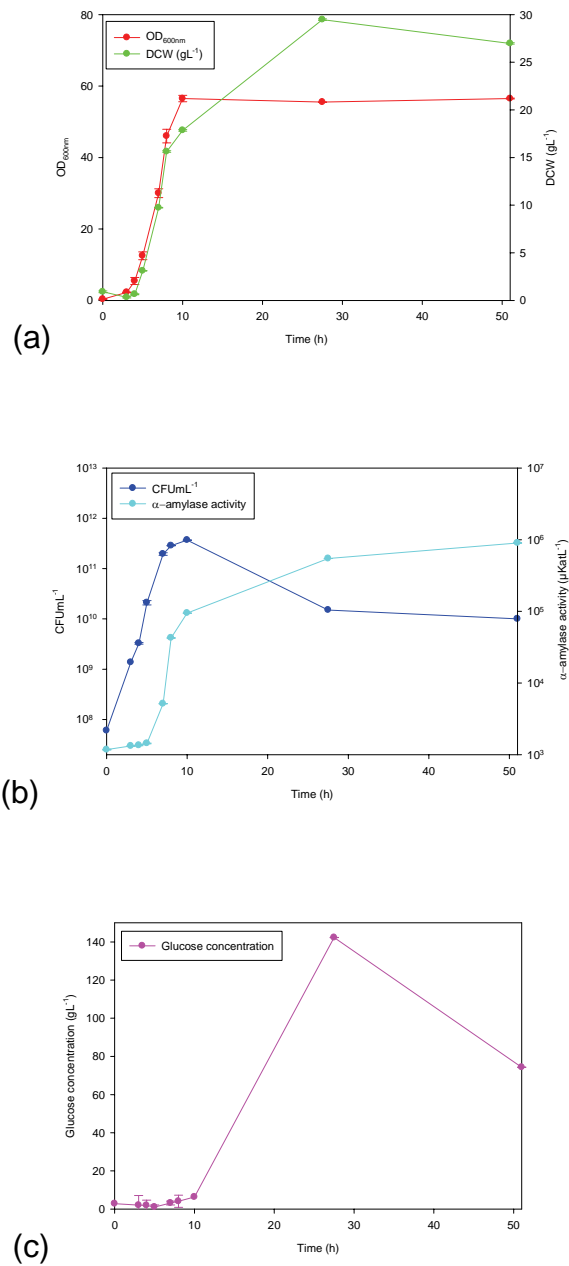 80
60
40
20
0
OD600nm
OD600nm
DCW (gL-1)
30
25
20
15
10
5
0
DCW (gL-1)
0 10 20 30 40 50
Time (h)
(a)
10^13
10^12
10^11
10^10
10^9
10^8
CFUmL-1
CFUmL-1
α-amylase activity
10^7
10^6
10^5
10^4
10^3
α-amylase activity (μKatL-1)
0 10 20 30 40 50
Time (h)
(b)
140
120
100
80
60
40
20
0
Glucose concentration (gL-1)
Glucose concentration
0 10 20 30 40 50
Time (h)
(c)